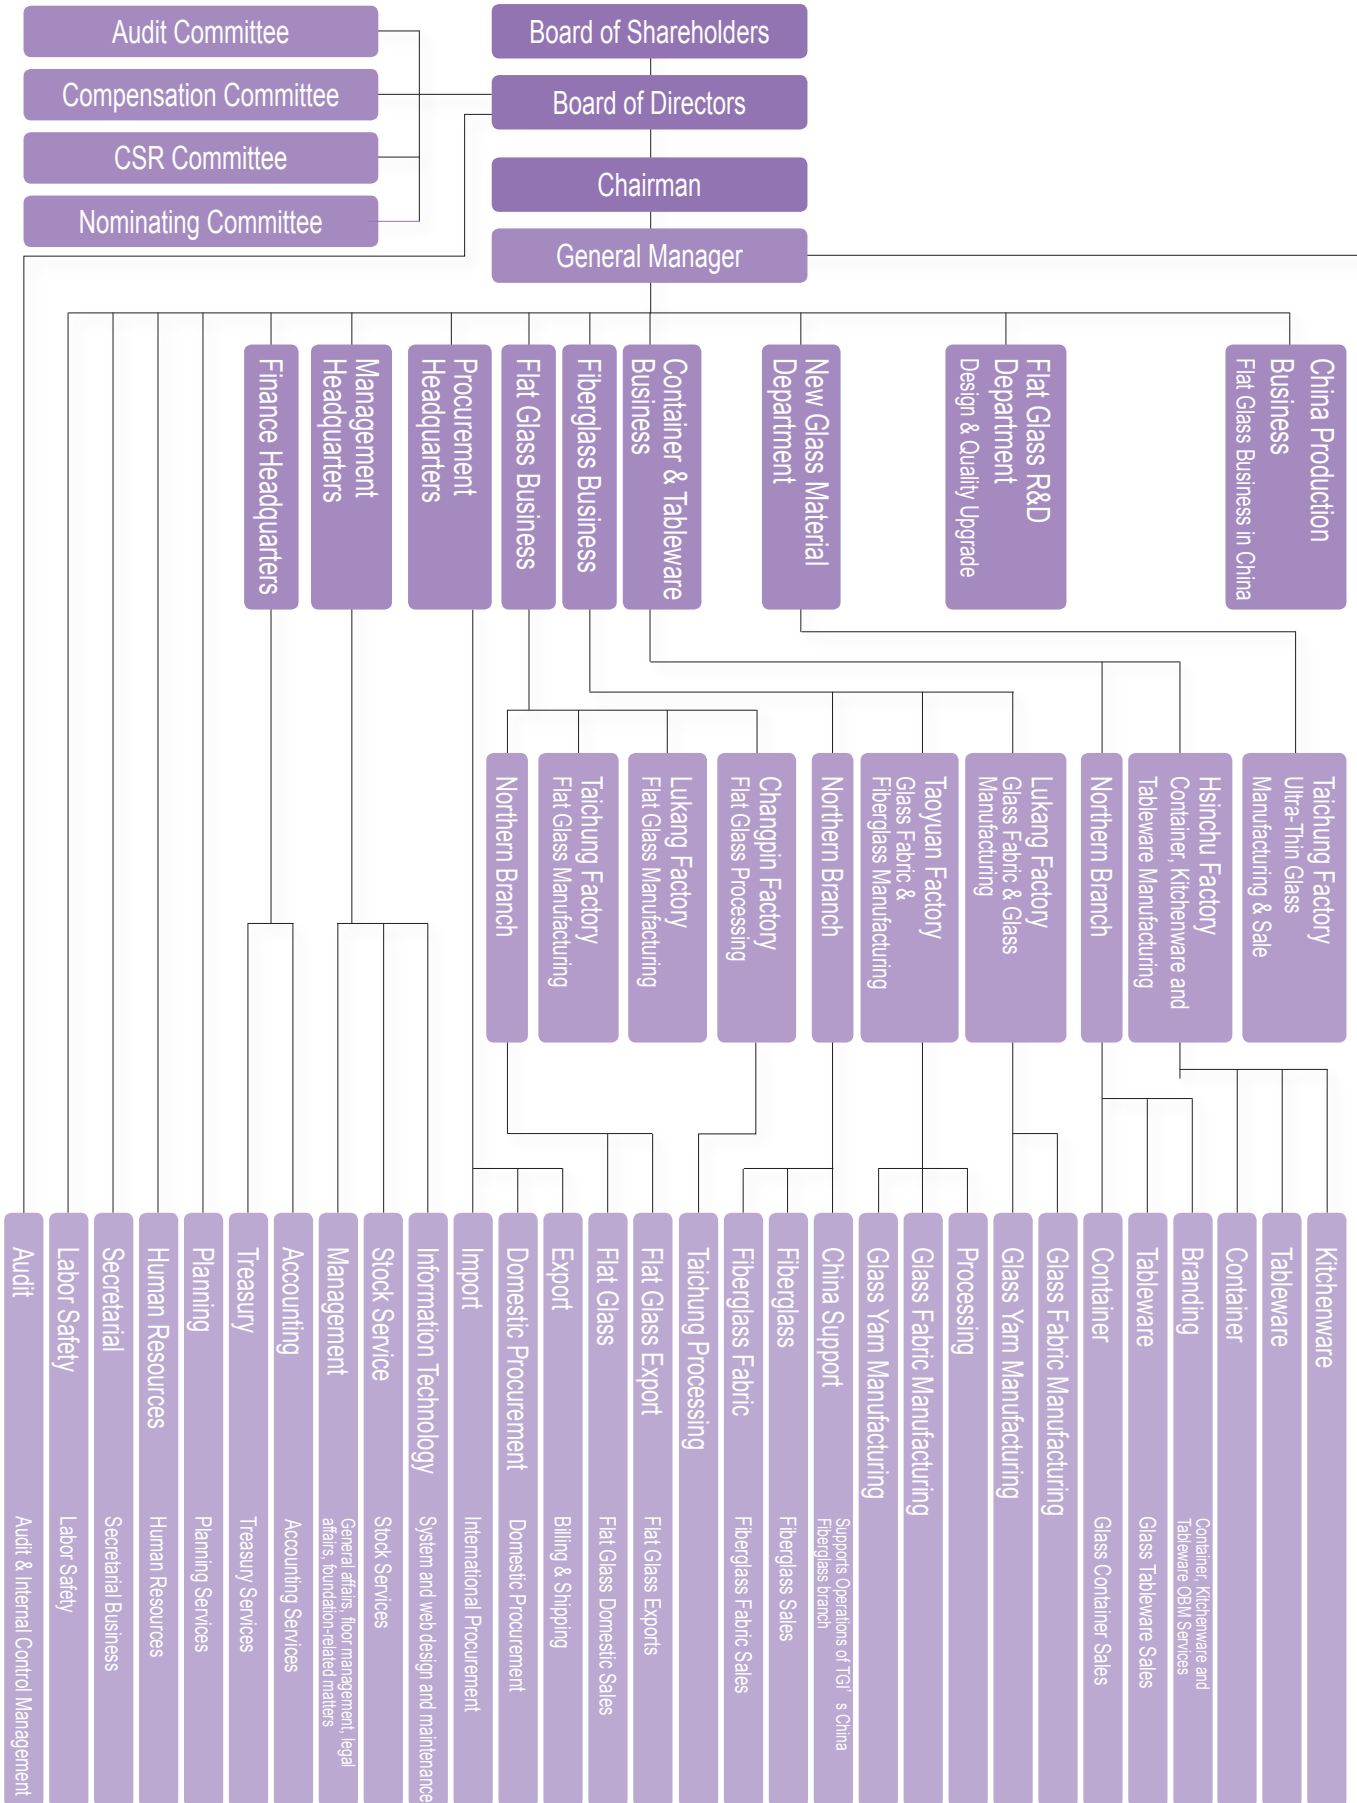 Audit Committee
Compensation Committee
CSR Committee
Nominating Committee
Board of Shareholders
Board of Directors
Chairman
General Manager
Finance Headquarters
Management
Headquarters
Procurement
Headquarters
Flat Glass Business
Fiberglass Business
Container & Tableware
Business
New Glass Material
Department
Flat Glass R&D
Department
Design & Quality Upgrade
China Production
Business
Flat Glass Business in China
Northern Branch
Taichung Factory
Flat Glass Manufacturing
Lukang Factory
Flat Glass Manufacturing
Changpin Factory
Flat Glass Processing
Northern Branch
Taoyuan Factory
Glass Fabric &
Fiberglass Manufacturing
Lukang Factory
Glass Fabric & Glass
Manufacturing
Northern Branch
Hsinchu Factory
Container, Kitchenware and
Tableware Manufacturing
Taichung Factory
Ultra-Thin Glass
Manufacturing & Sale
Audit
Audit & Internal Control Management
Labor Safety
Labor Safety
Secretarial
Secretarial Business
Human Resources
Human Resources
Planning
Planning Services
Treasury
Treasury Services
Accounting
Accounting Services
Management
General affairs, floor management, legal
affairs, foundation-related matters
Stock Service
Stock Services
Information Technology
System and web design and maintenance
Import
International Procurement
Domestic Procurement
Domestic Procurement
Export
Billing & Shipping
Flat Glass
Flat Glass Domestic Sales
Flat Glass Export
Flat Glass Exports
Taichung Processing
Fiberglass Fabric
Fiberglass Fabric Sales
Fiberglass
Fiberglass Sales
China Support
Supports Operations of TGI’ s China
Fiberglass branch
Glass Yarn Manufacturing
Glass Fabric Manufacturing
Processing
Glass Yarn Manufacturing
Glass Fabric Manufacturing
Container
Glass Container Sales
Tableware
Glass Tableware Sales
Branding
Container, Kitchenware and
Tableware OBM Services
Container
Tableware
Kitchenware